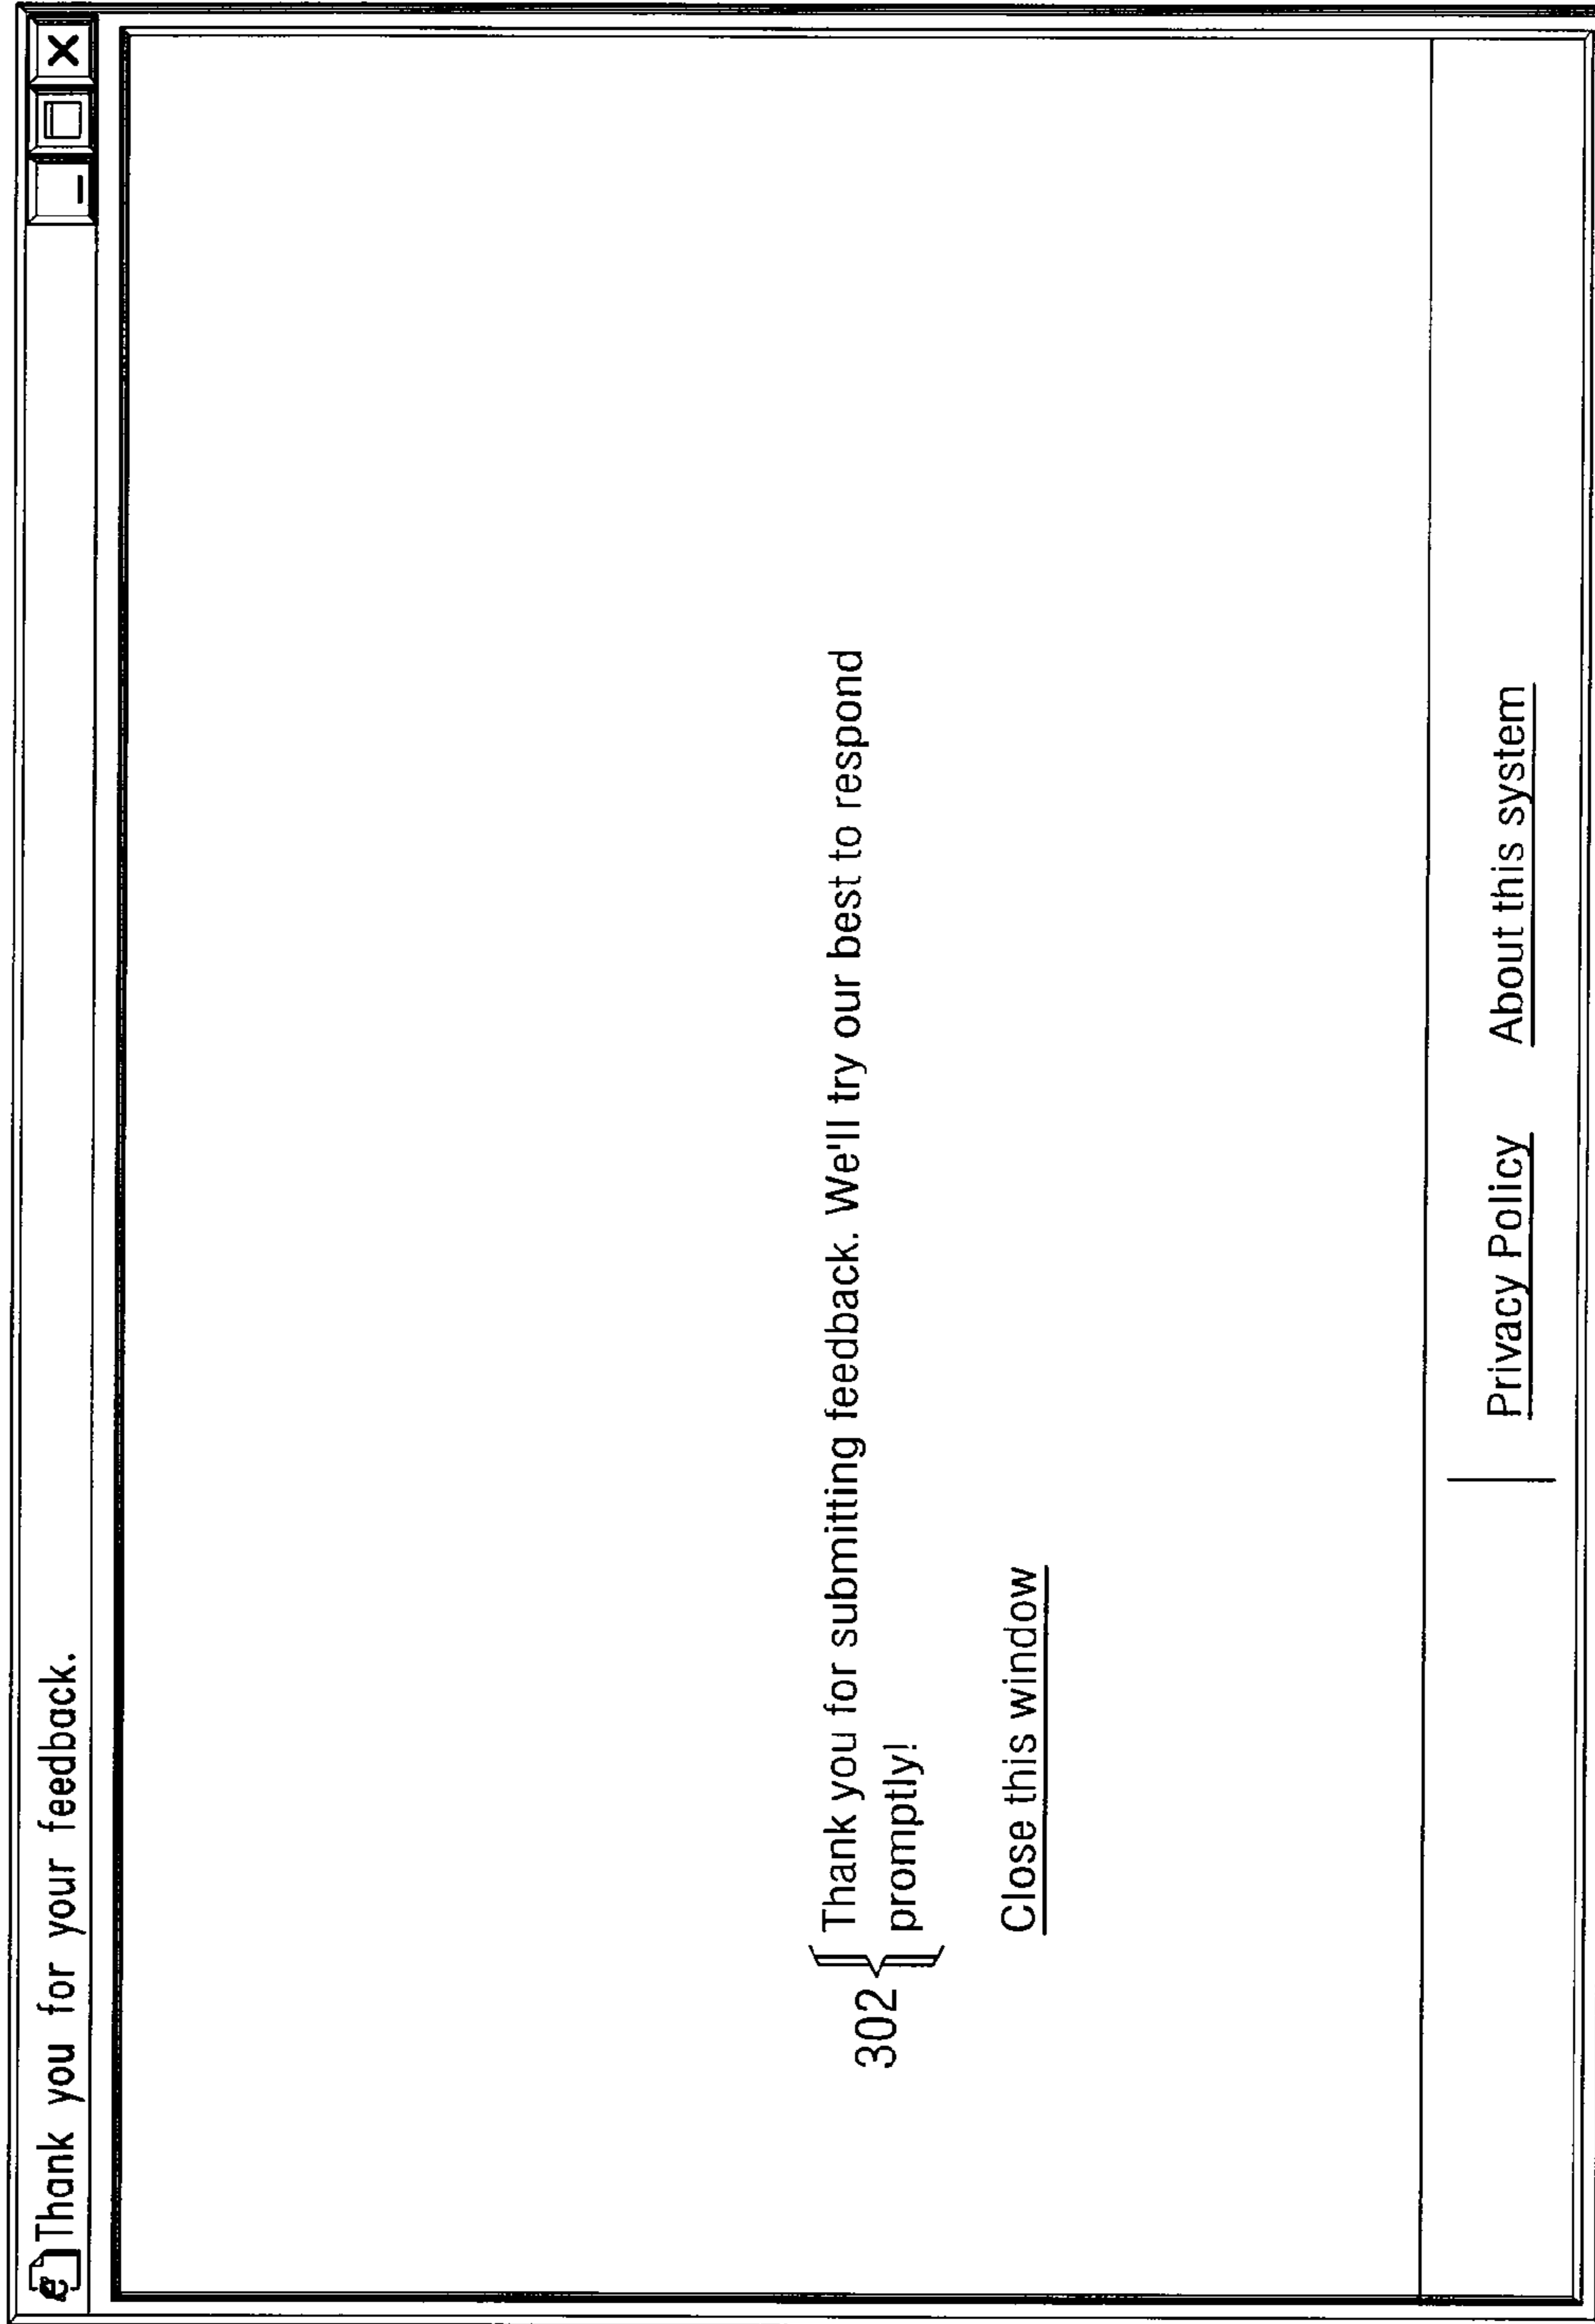 Thank you for your feedback.
302
Thank you for submitting feedback. We'll try our best to respond
promptly!
Close this window
Privacy Policy About this system